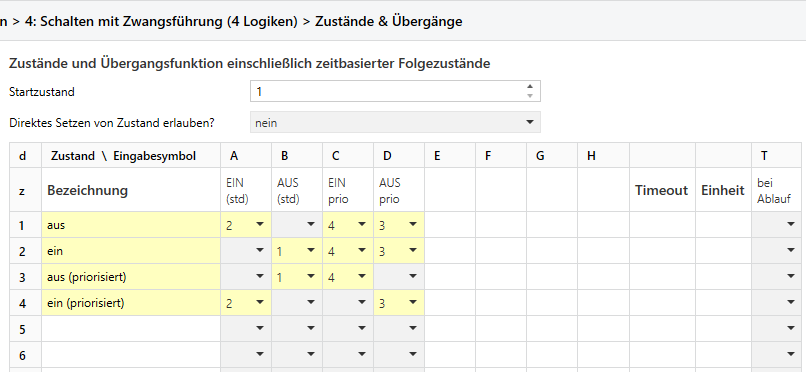 n > 4: Schalten mit Zwangsführung (4 Logiken) > Zustände & Übergänge
Zustände und Übergangsfunktion einschließlich zeitbasierter Folgezustände
Startzustand 1
Direktes Setzen von Zustand erlauben? nein
d Zustand \ Eingabesymbol A B C D E F G H T
z Bezeichnung EIN (std) AUS (std) EIN prio AUS prio Timeout Einheit bei Ablauf
1 aus 2 4 3
2 ein 1 4 3
3 aus (priorisiert) 1 4
4 ein (priorisiert) 2 3
5
6